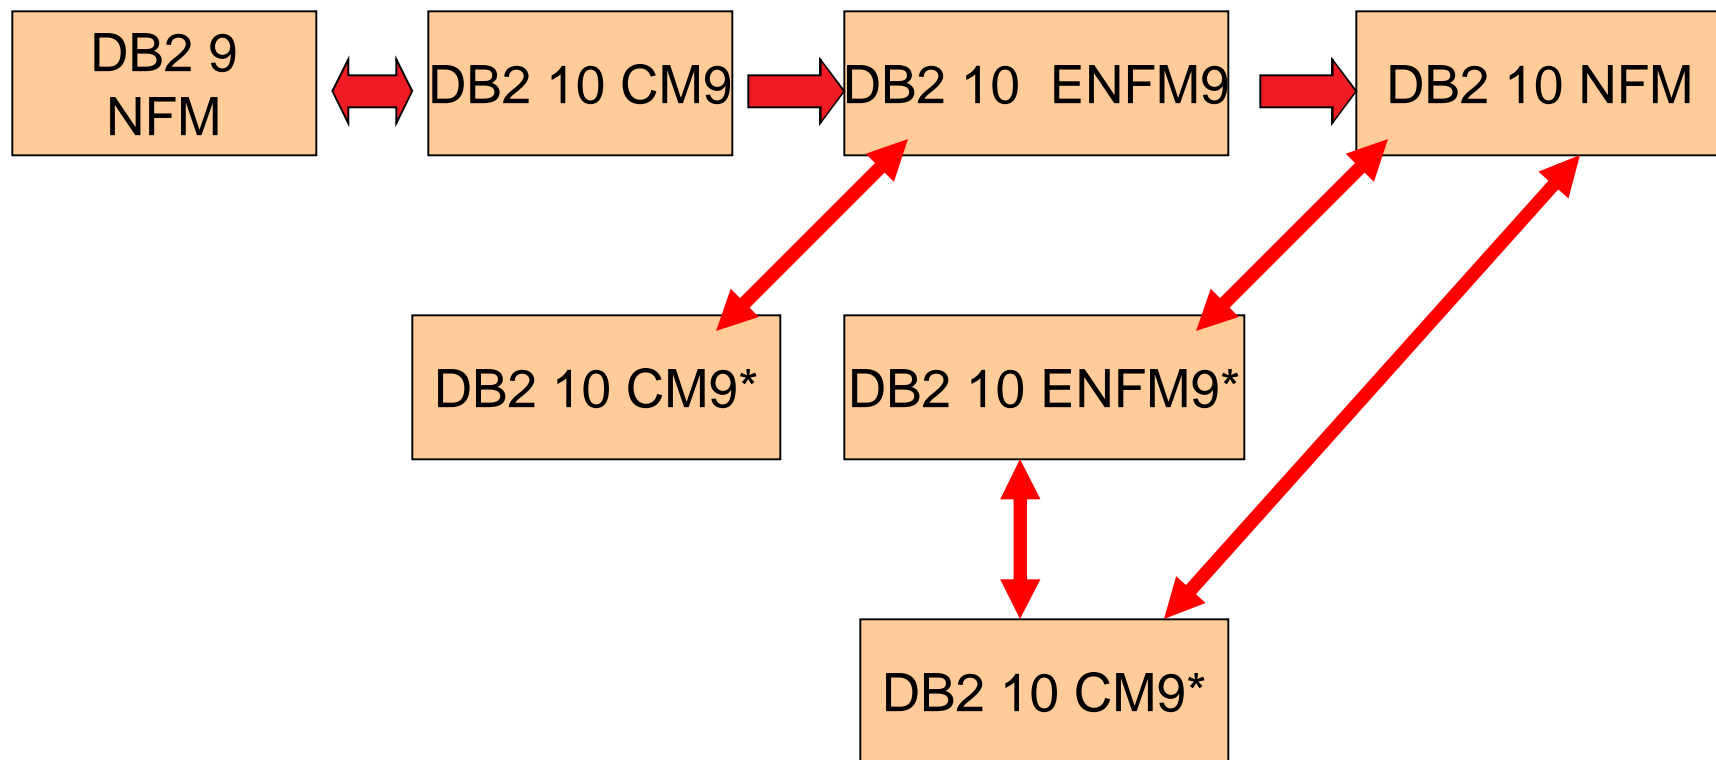 DB2 9
NFM
DB2 10 CM9
DB2 10 ENFM9
DB2 10 NFM
DB2 10 CM9*
DB2 10 ENFM9*
DB2 10 CM9*